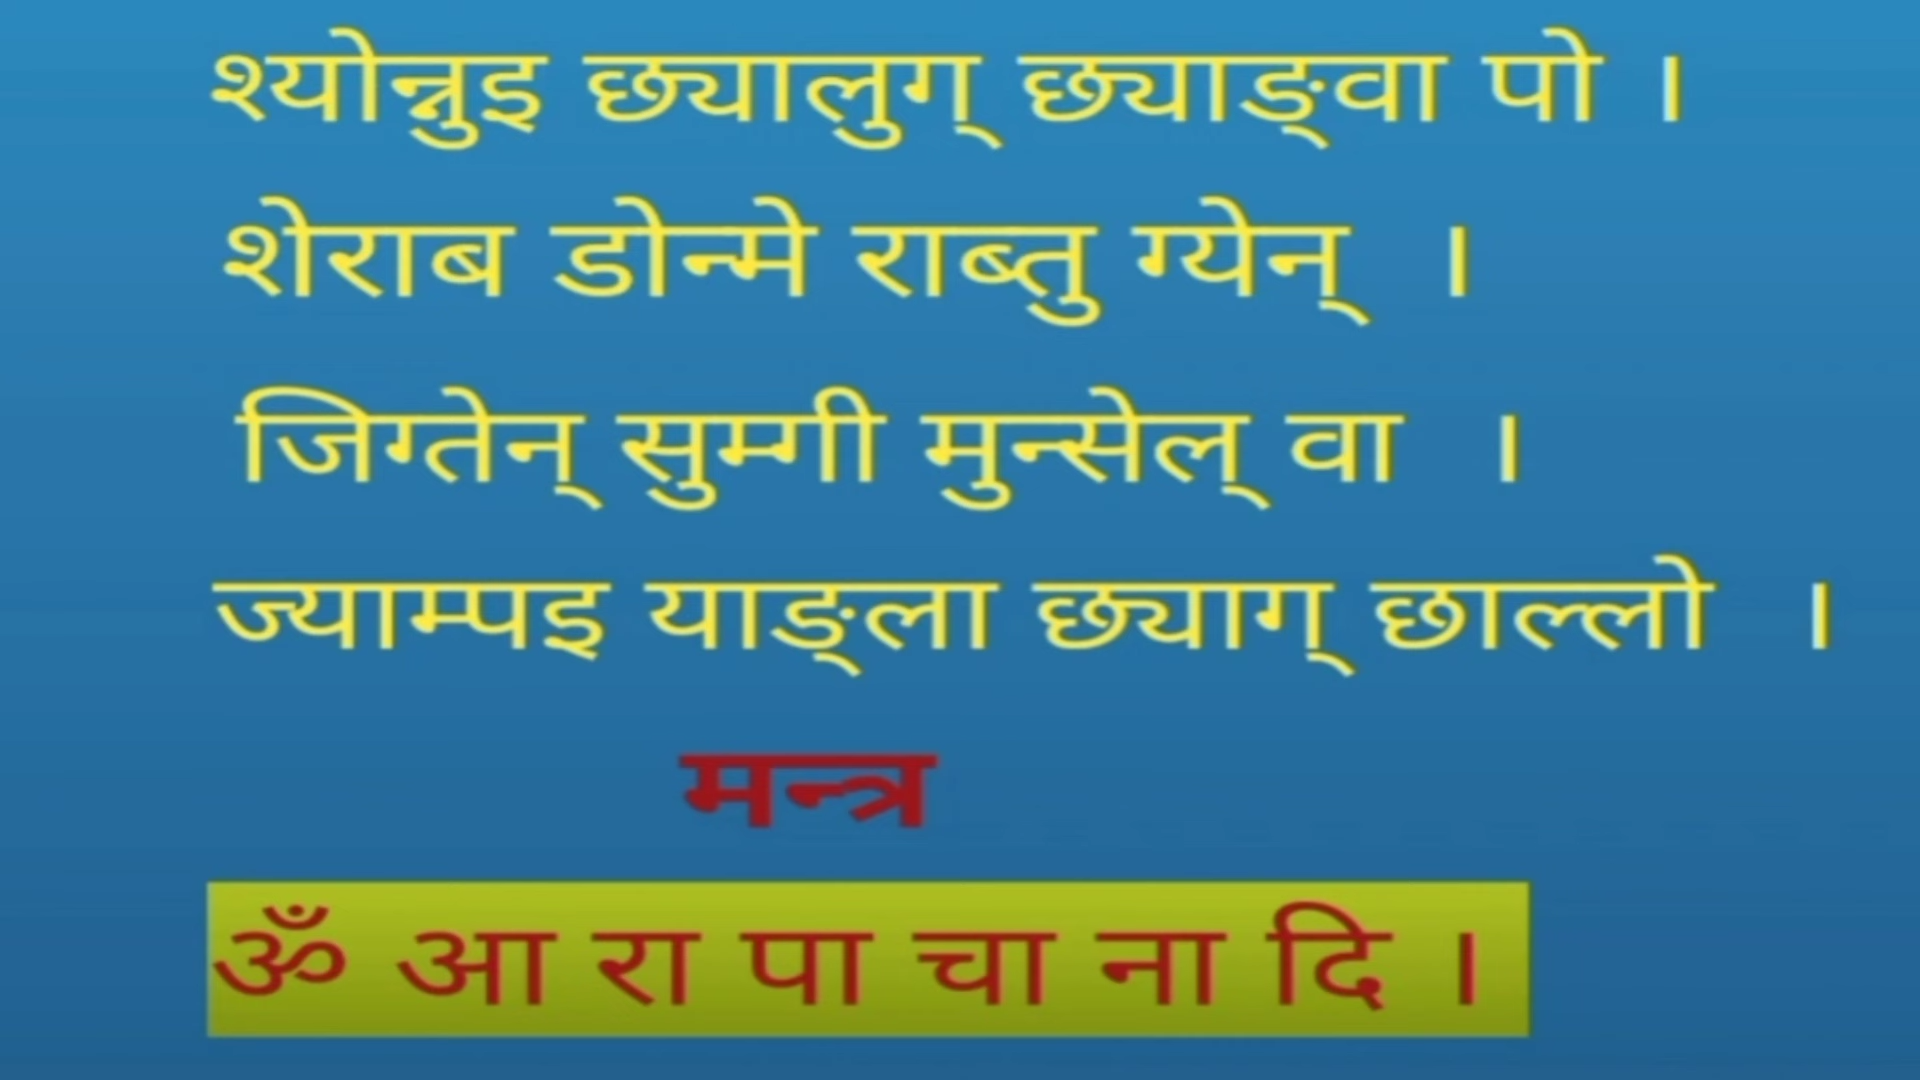 श्योन्नुइ छ्यालुग् छ्याङ्वा पो ।
शेराब डोन्मे राब्तु ग्येन् ।
जिग्तेन् सुम्गी मुन्सेल् वा ।
ज्याम्पइ याङ्ला छ्याग् छाल्लो ।
मन्त्र
ॐ आ रा पा चा ना दि ।